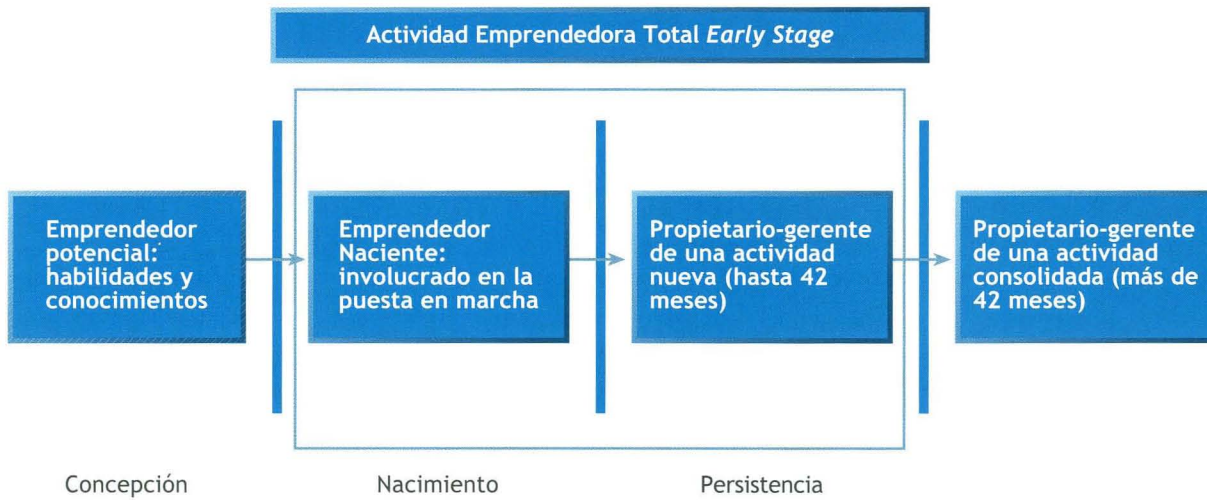 Actividad Emprendedora Total Early Stage
Emprendedor
potencial:
habilidades y
conocimientos
Emprendedor
Naciente:
involucrado en la
puesta en marcha
Propietario-gerente
de una actividad
nueva (hasta 42
meses)
Propietario-gerente
de una actividad
consolidada (más de
42 meses)
Concepción
Nacimiento
Persistencia